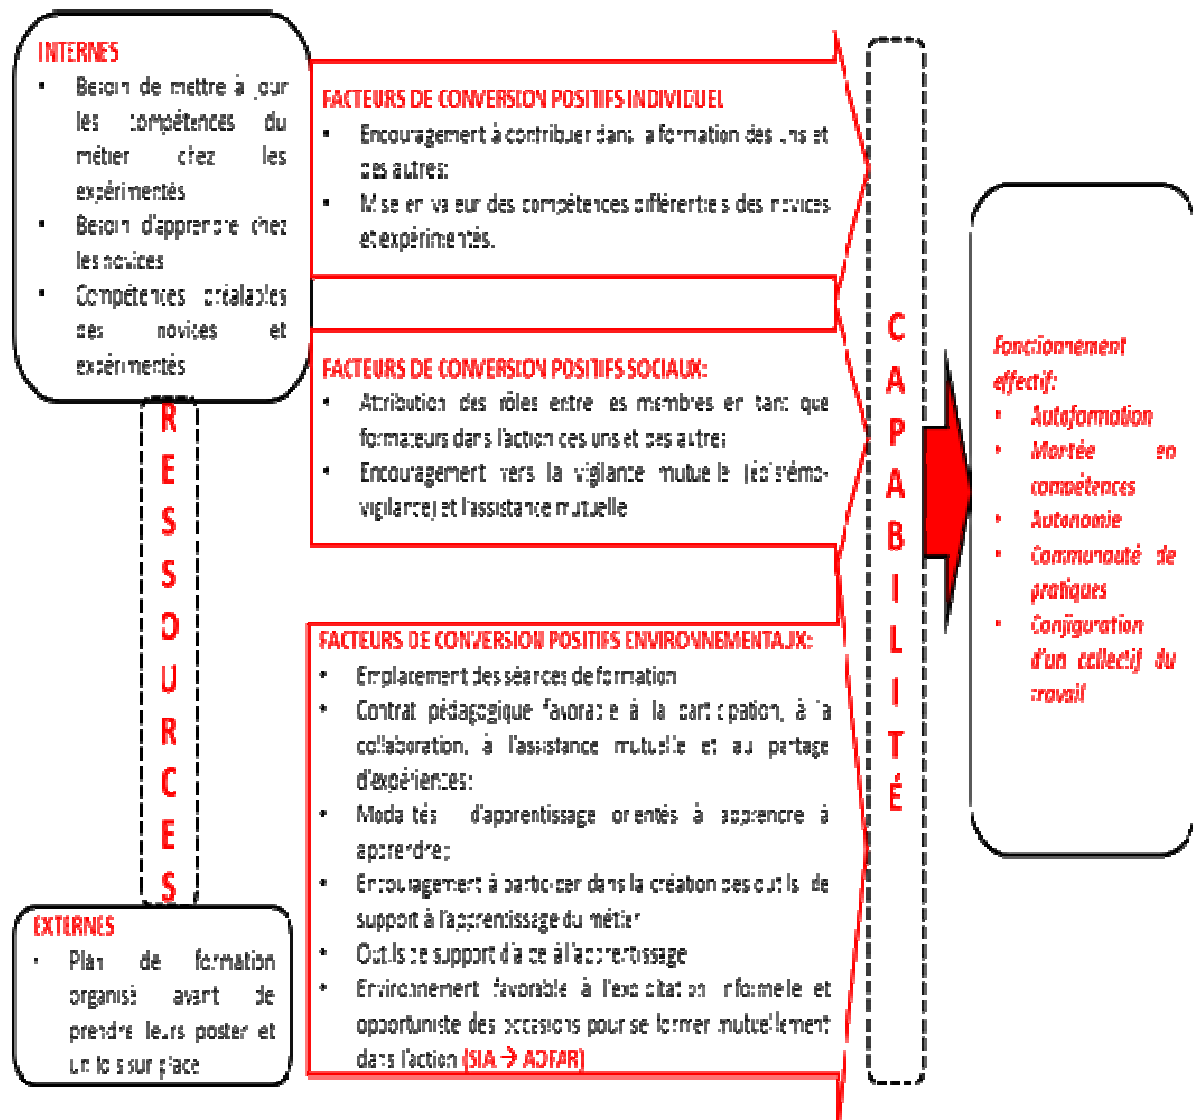 INTERNES
• Besoin de mettre à jour
les compétences du
métier chez les
expérimentés
• Besoin d'apprendre chez
les novices
• Compétences préalables
des novices et
expérimentés
RESSOURCES
EXTERNES
• Plan de formation
organisé avant de
prendre leurs poster et
un fois sur place
FACTEURS DE CONVERSION POSITIFS INDIVIDUEL
• Encouragement à contribuer dans la formation des uns et
des autres;
• Mise en valeur des compétences différentiels des novices
et expérimentés.
FACTEURS DE CONVERSION POSITIFS SOCIAUX:
• Attribution des rôles entre les membres en tant que
formateurs dans l'action des uns et des autres
• Encouragement vers la vigilance mutuelle (épistémo-
vigilance) et l'assistance mutuelle
FACTEURS DE CONVERSION POSITIFS ENVIRONNEMENTAUX:
• Emplacement des séances de formation
• Contrat pédagogique favorable à la participation, à la
collaboration, à l'assistance mutuelle et au partage
d'expériences;
• Modalités d'apprentissage orientés à apprendre à
apprendre;
• Encouragement à participer dans la création des outils de
support à l'apprentissage du métier
• Outils de support d'aide à l'apprentissage
• Environnement favorable à l'exploitation informelle et
opportuniste des occasions pour se former mutuellement
dans l'action (SIA → ADFAR)
CAPABILITÉ
Fonctionnement
effectif:
• Autoformation
• Montée en
compétences
• Autonomie
• Communauté de
pratiques
• Configuration
d'un collectif du
travail